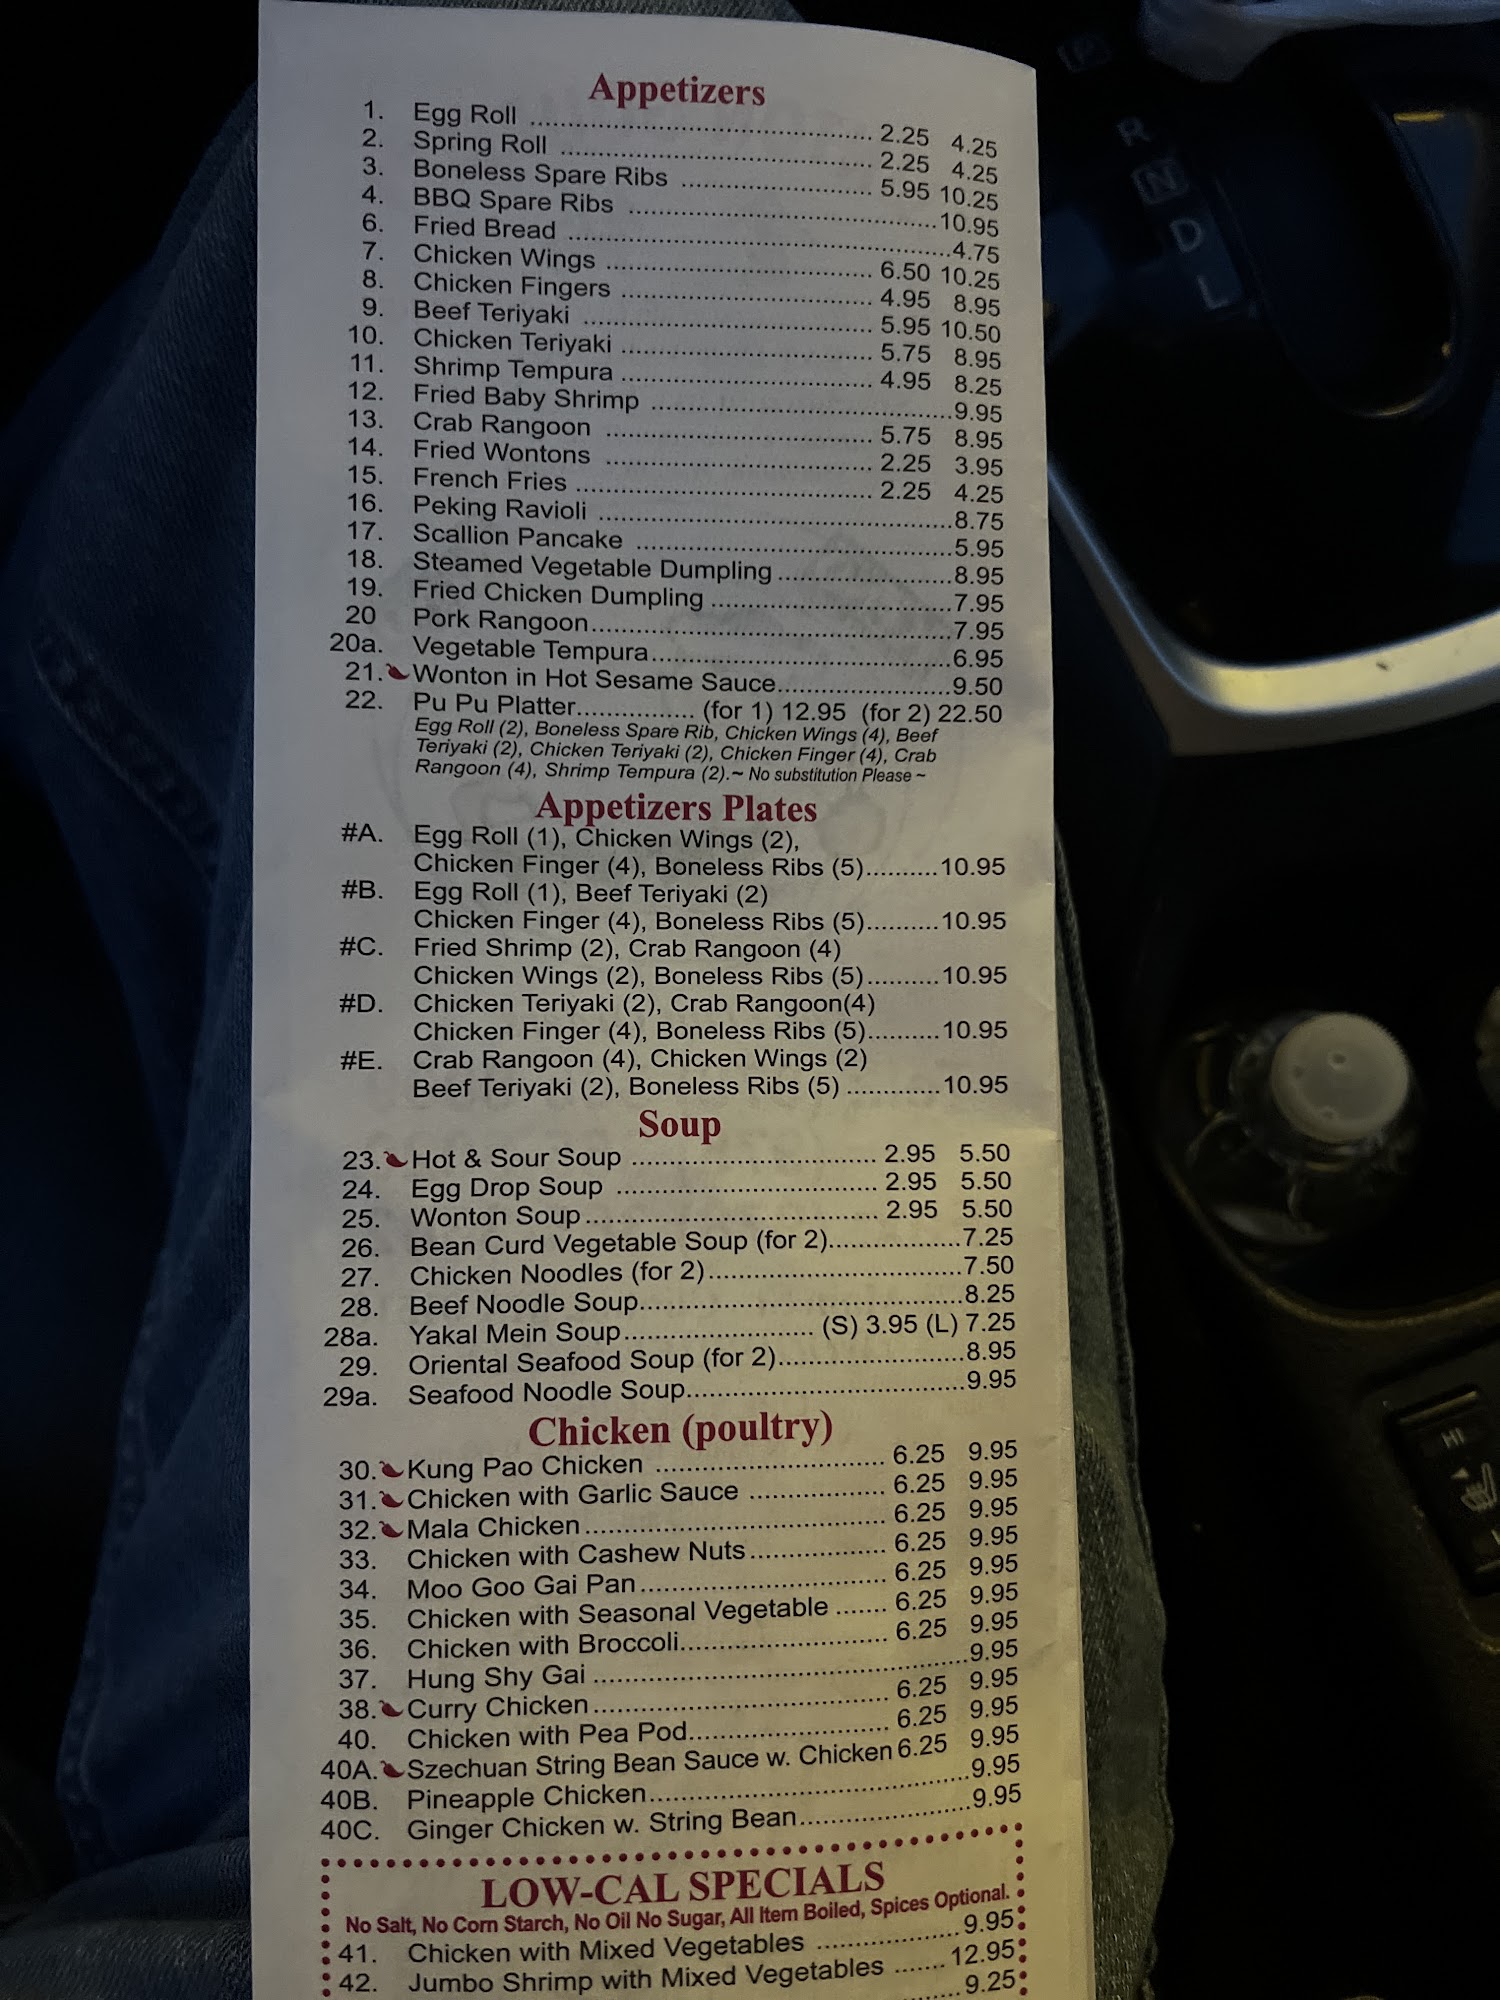 Appetizers
1. Egg Roll ........ 2.25 4.25
2. Spring Roll ........ 2.25 4.25
3. Boneless Spare Ribs ........ 5.95 10.25
4. BBQ Spare Ribs ........ 10.95
6. Fried Bread ........ 4.75
7. Chicken Wings ........ 6.50 10.25
8. Chicken Fingers ........ 4.95 8.95
9. Beef Teriyaki ........ 5.95 10.50
10. Chicken Teriyaki ........ 5.75 8.95
11. Shrimp Tempura ........ 4.95 8.25
12. Fried Baby Shrimp ........ 9.95
13. Crab Rangoon ........ 5.75 8.95
14. Fried Wontons ........ 2.25 3.95
15. French Fries ........ 2.25 4.25
16. Peking Ravioli ........ 8.75
17. Scallion Pancake ........ 5.95
18. Steamed Vegetable Dumpling ........ 8.95
19. Fried Chicken Dumpling ........ 7.95
20 Pork Rangoon ........ 7.95
20a. Vegetable Tempura ........ 6.95
21. Wonton in Hot Sesame Sauce ........ 9.50
22. Pu Pu Platter ........ (for 1) 12.95 (for 2) 22.50
Egg Roll (2), Boneless Spare Rib, Chicken Wings (4), Beef
Teriyaki (2), Chicken Teriyaki (2), Chicken Finger (4), Crab
Rangoon (4), Shrimp Tempura (2).~ No substitution Please ~
Appetizers Plates
#A. Egg Roll (1), Chicken Wings (2),
Chicken Finger (4), Boneless Ribs (5) ........ 10.95
#B. Egg Roll (1), Beef Teriyaki (2)
Chicken Finger (4), Boneless Ribs (5) ........ 10.95
#C. Fried Shrimp (2), Crab Rangoon (4)
Chicken Wings (2), Boneless Ribs (5) ........ 10.95
#D. Chicken Teriyaki (2), Crab Rangoon(4)
Chicken Finger (4), Boneless Ribs (5) ........ 10.95
#E. Crab Rangoon (4), Chicken Wings (2)
Beef Teriyaki (2), Boneless Ribs (5) ........ 10.95
Soup
23. Hot & Sour Soup ........ 2.95 5.50
24. Egg Drop Soup ........ 2.95 5.50
25. Wonton Soup ........ 2.95 5.50
26. Bean Curd Vegetable Soup (for 2) ........ 7.25
27. Chicken Noodles (for 2) ........ 7.50
28. Beef Noodle Soup ........ 8.25
28a. Yakal Mein Soup ........ (S) 3.95 (L) 7.25
29. Oriental Seafood Soup (for 2) ........ 8.95
29a. Seafood Noodle Soup ........ 9.95
Chicken (poultry)
30. Kung Pao Chicken ........ 6.25 9.95
31. Chicken with Garlic Sauce ........ 6.25 9.95
32. Mala Chicken ........ 6.25 9.95
33. Chicken with Cashew Nuts ........ 6.25 9.95
34. Moo Goo Gai Pan ........ 6.25 9.95
35. Chicken with Seasonal Vegetable ........ 6.25 9.95
36. Chicken with Broccoli ........ 6.25 9.95
37. Hung Shy Gai ........ 9.95
38. Curry Chicken ........ 6.25 9.95
40. Chicken with Pea Pod ........ 6.25 9.95
40A. Szechuan String Bean Sauce w. Chicken 6.25 9.95
40B. Pineapple Chicken ........ 9.95
40C. Ginger Chicken w. String Bean ........ 9.95
LOW-CAL SPECIALS
No Salt, No Corn Starch, No Oil No Sugar, All Item Boiled, Spices Optional.
41. Chicken with Mixed Vegetables ........ 9.95
42. Jumbo Shrimp with Mixed Vegetables ........ 12.95
9.25
P
R
N
D
L
HI